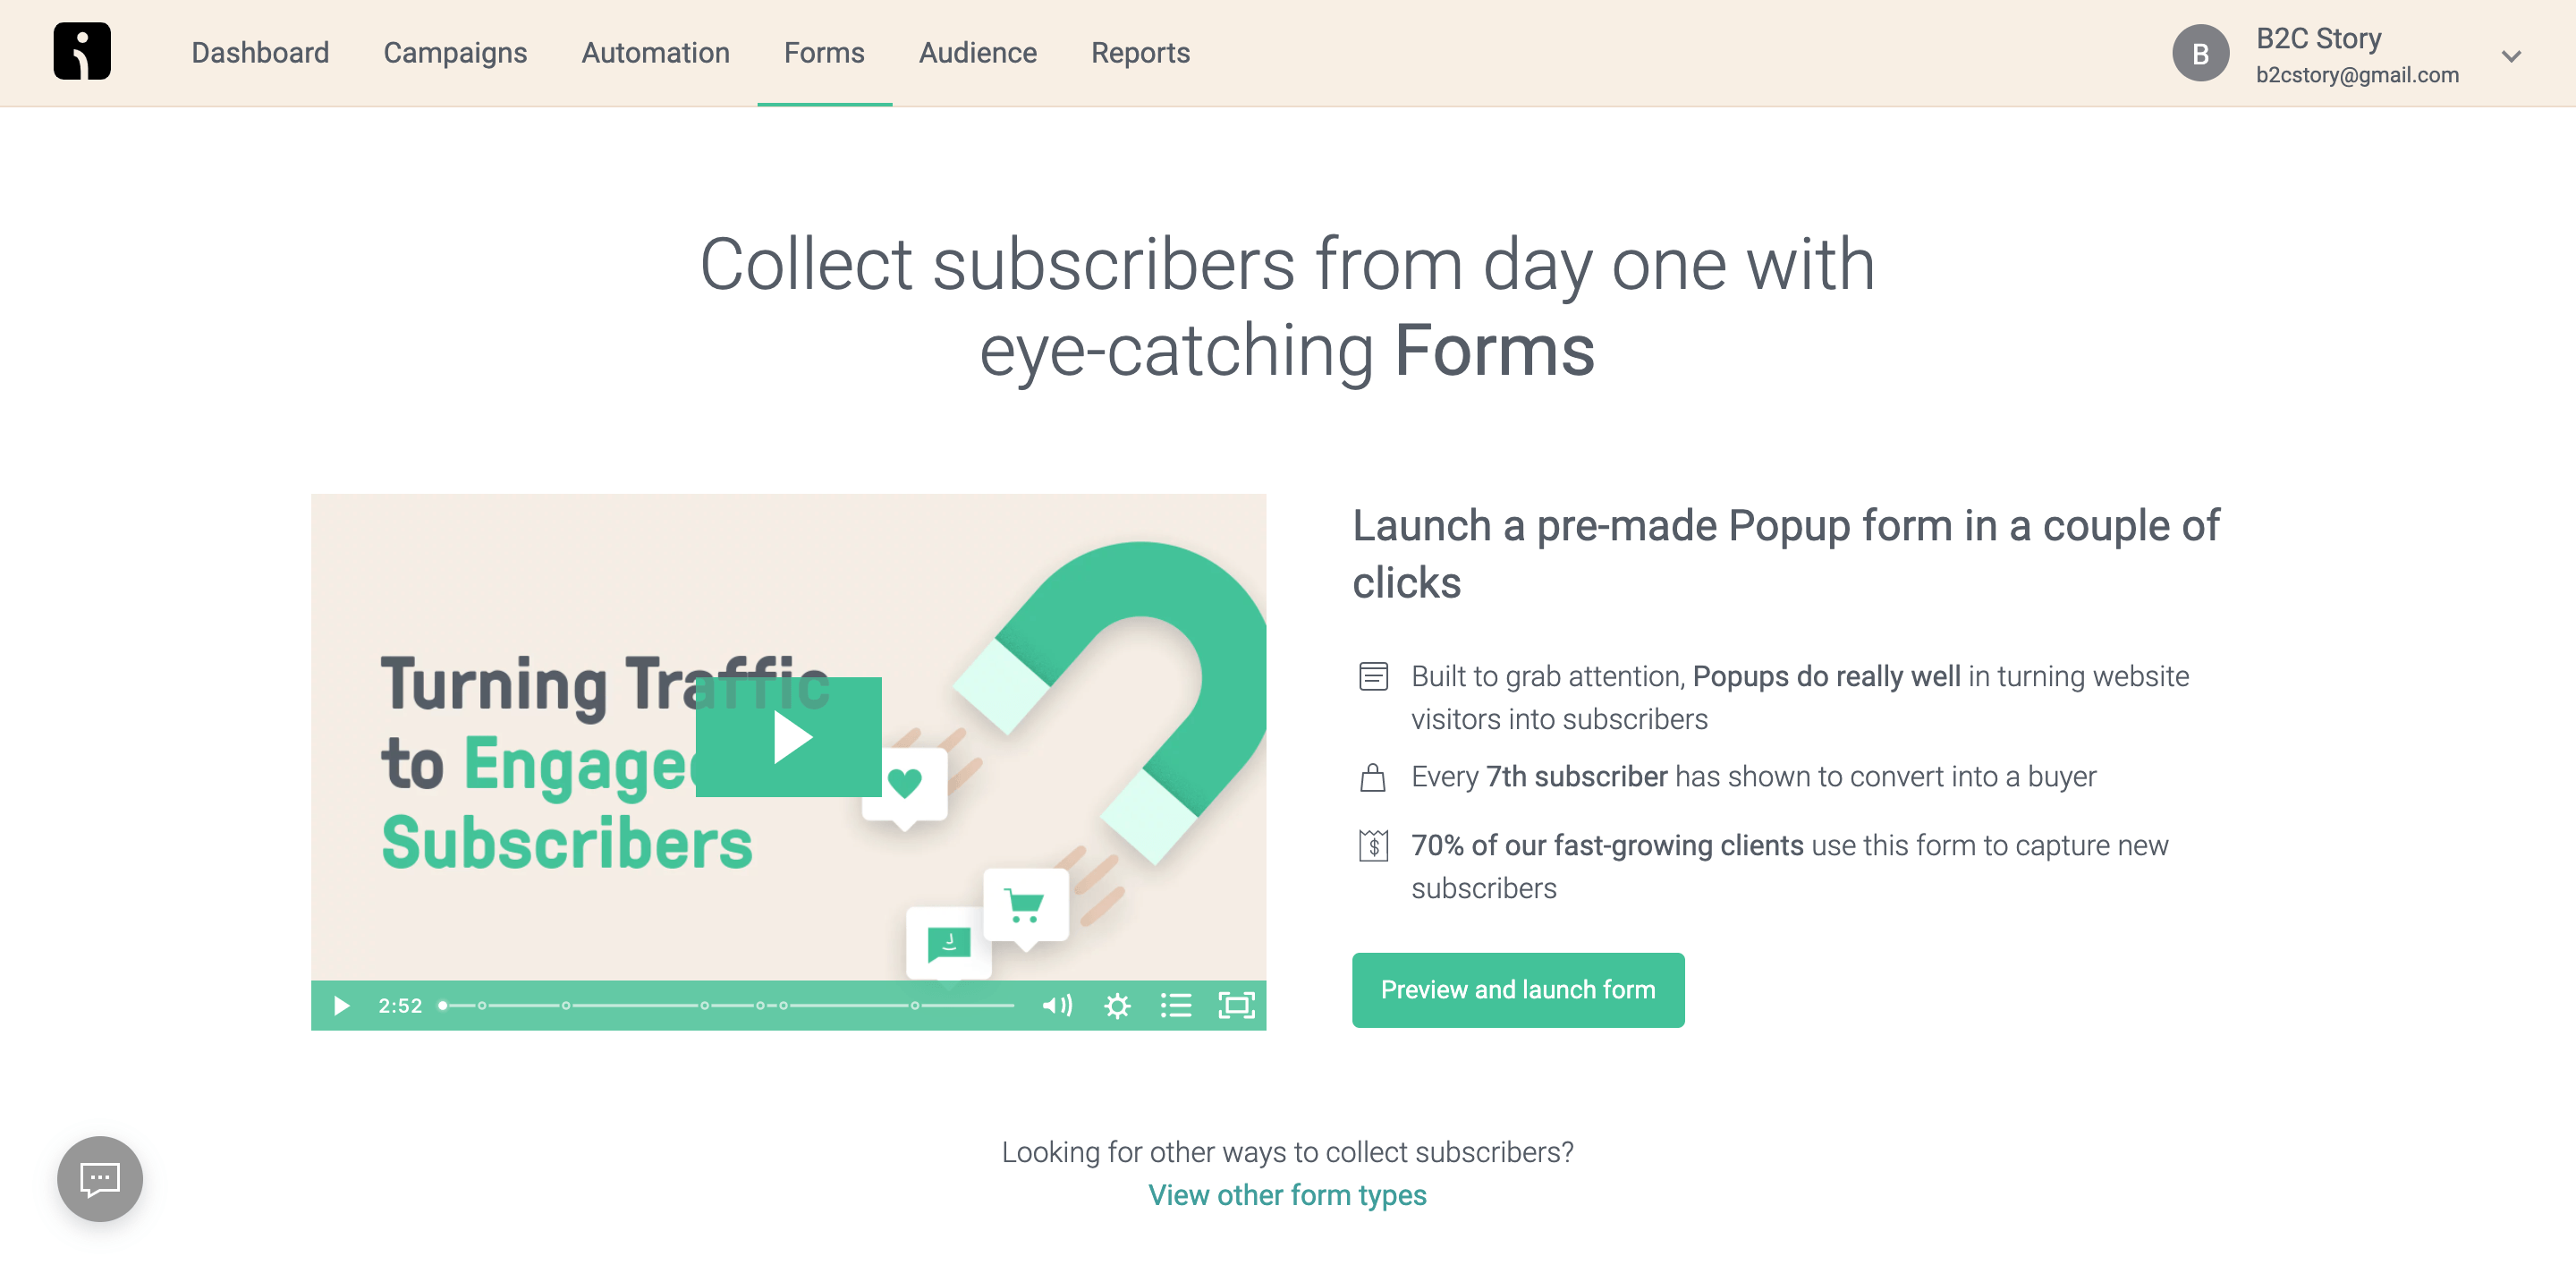 Dashboard Campaigns Automation Forms Audience Reports
B
B2C Story
b2cstory@gmail.com
Collect subscribers from day one with
eye-catching Forms
Turning Traffic
to Engaged
Subscribers
2:52
Launch a pre-made Popup form in a couple of
clicks
Built to grab attention, Popups do really well in turning website
visitors into subscribers
Every 7th subscriber has shown to convert into a buyer
$
70% of our fast-growing clients use this form to capture new
subscribers
Preview and launch form
Looking for other ways to collect subscribers?
View other form types